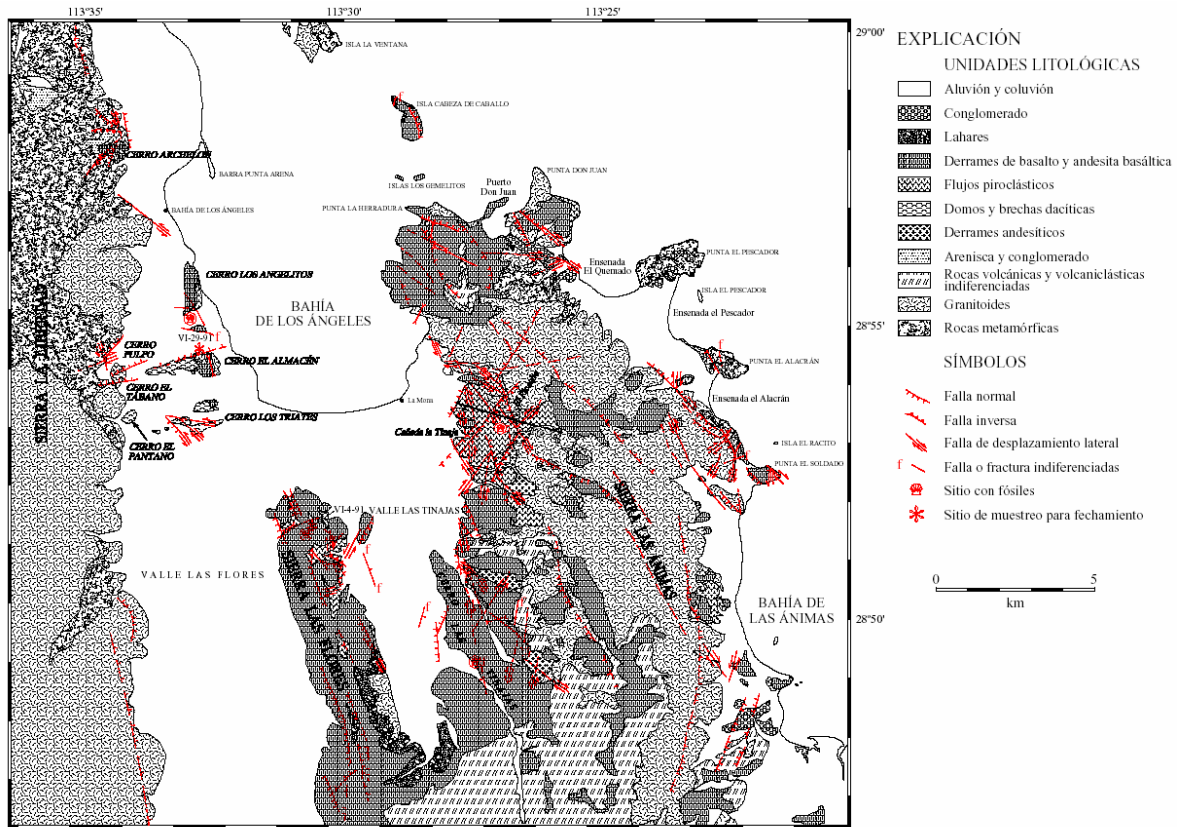 113°35'
113°30'
113°25'
29°00'
28°55'
28°50'
ISLA LA VENTANA
ISLA CABEZA DE CABALLO
CERRO ARCHELON
BARRA PUNTA ARENA
ISLAS LOS GEMELITOS
Puerto
Don Juan
PUNTA DON JUAN
PUNTA LA HERRADURA
BAHÍA DE LOS ÁNGELES
PUNTA EL PESCADOR
Ensenada
El Quemado
CERRO LOS ANGELITOS
ISLA EL PESCADOR
BAHÍA
DE LOS ÁNGELES
Ensenada el Pescador
SIERRA LA LIBERTAD
VI-29-91
CERRO
PULPO
CERRO EL ALMACÉN
PUNTA EL ALACRÁN
CERRO EL
TÁBANO
La Mona
Ensenada el Alacrán
CERRO LOS TRIATES
Cañada la Tinaja
CERRO EL
PANTANO
ISLA EL RACITO
PUNTA EL SOLDADO
VI-4-91
VALLE LAS TINAJAS
SIERRA LAS ÁNIMAS
VALLE LAS FLORES
SIERRA LAS FLORES
BAHÍA DE
LAS ÁNIMAS
f
f
f
f
f
f
f
EXPLICACIÓN
UNIDADES LITOLÓGICAS
Aluvión y coluvión
Conglomerado
Lahares
Derrames de basalto y andesita basáltica
Flujos piroclásticos
Domos y brechas dacíticas
Derrames andesíticos
Arenisca y conglomerado
Rocas volcánicas y volcaniclásticas
indiferenciadas
Granitoides
Rocas metamórficas
SÍMBOLOS
Falla normal
Falla inversa
Falla de desplazamiento lateral
f Falla o fractura indiferenciadas
Sitio con fósiles
Sitio de muestreo para fechamiento
0 5
km